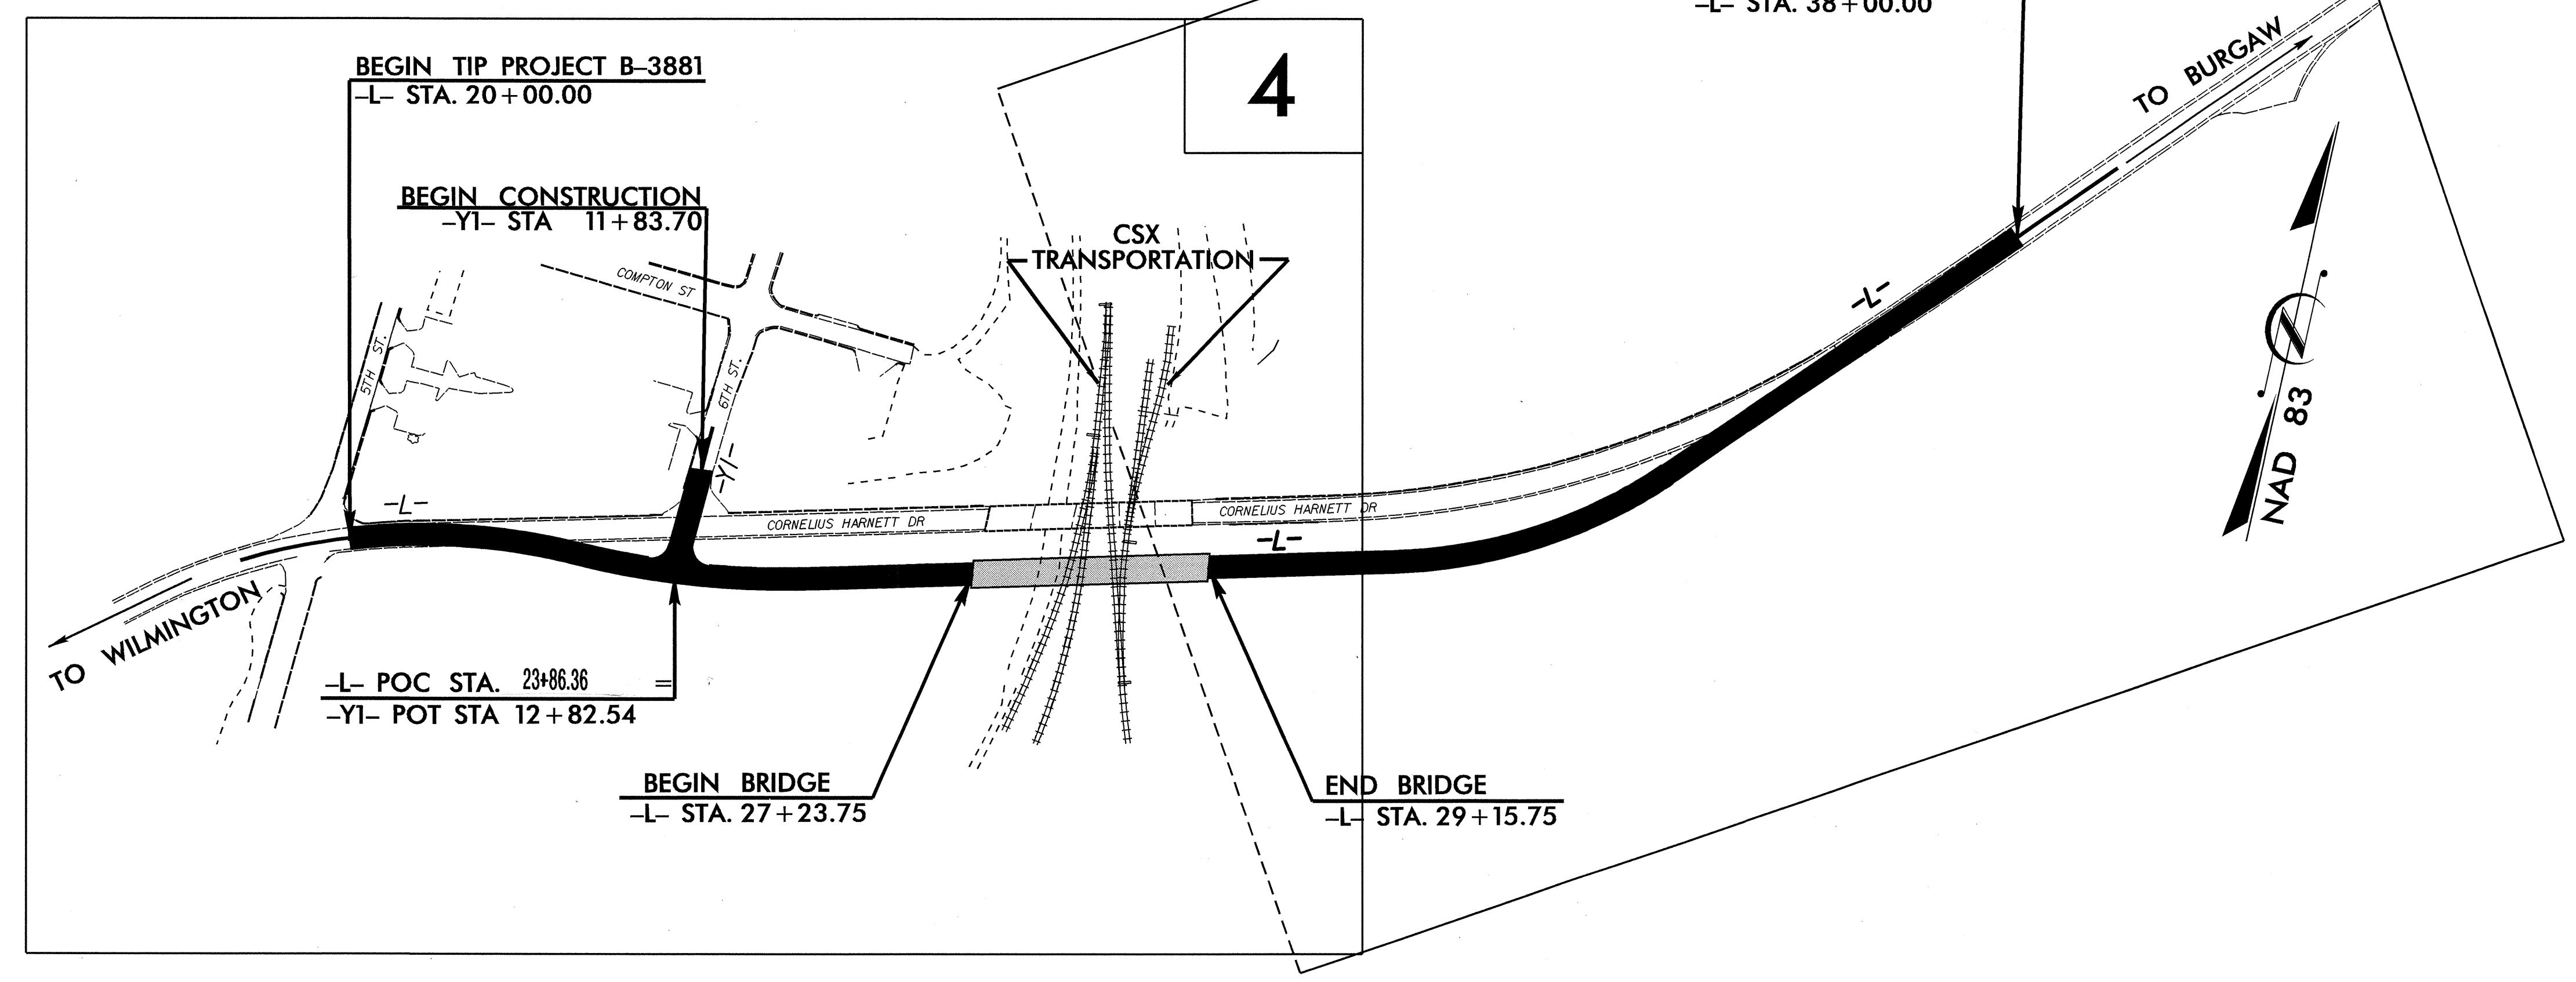 -L- STA. 38+00.00
BEGIN TIP PROJECT B-3881
-L- STA. 20+00.00
4
TO BURGAW
BEGIN CONSTRUCTION
-Y1- STA 11+83.70
CSX
TRANSPORTATION
COMPTON ST
5TH ST.
6TH ST.
-Y1-
-L-
-L-
NAD 83
CORNELIUS HARNETT DR
CORNELIUS HARNETT DR
-L-
TO WILMINGTON
-L- POC STA. 23+86.36 =
-Y1- POT STA 12+82.54
BEGIN BRIDGE
-L- STA. 27+23.75
END BRIDGE
-L- STA. 29+15.75